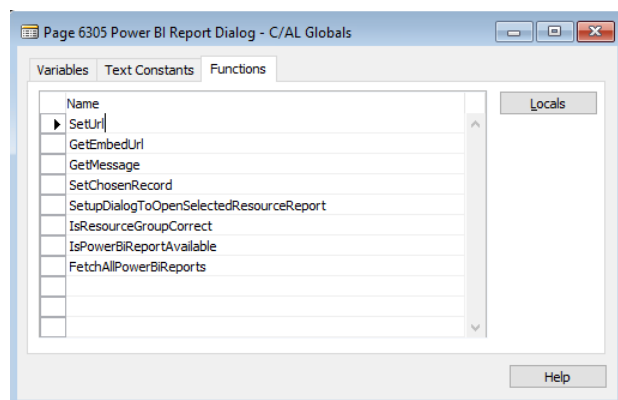 Page 6305 Power BI Report Dialog - C/AL Globals
Variables Text Constants Functions
Name
Locals
SetUrl
GetEmbedUrl
GetMessage
SetChosenRecord
SetupDialogToOpenSelectedResourceReport
IsResourceGroupCorrect
IsPowerBiReportAvailable
FetchAllPowerBiReports
Help